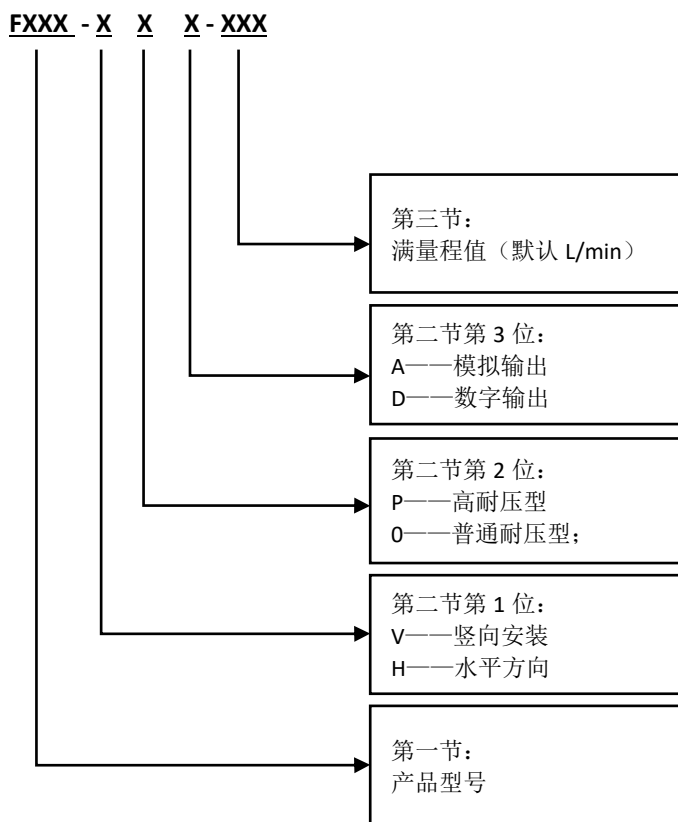 FXXX - X X X - XXX
第三节：
满量程值（默认 L/min）
第二节第 3 位：
A——模拟输出
D——数字输出
第二节第 2 位：
P——高耐压型
0——普通耐压型；
第二节第 1 位：
V——竖向安装
H——水平方向
第一节：
产品型号